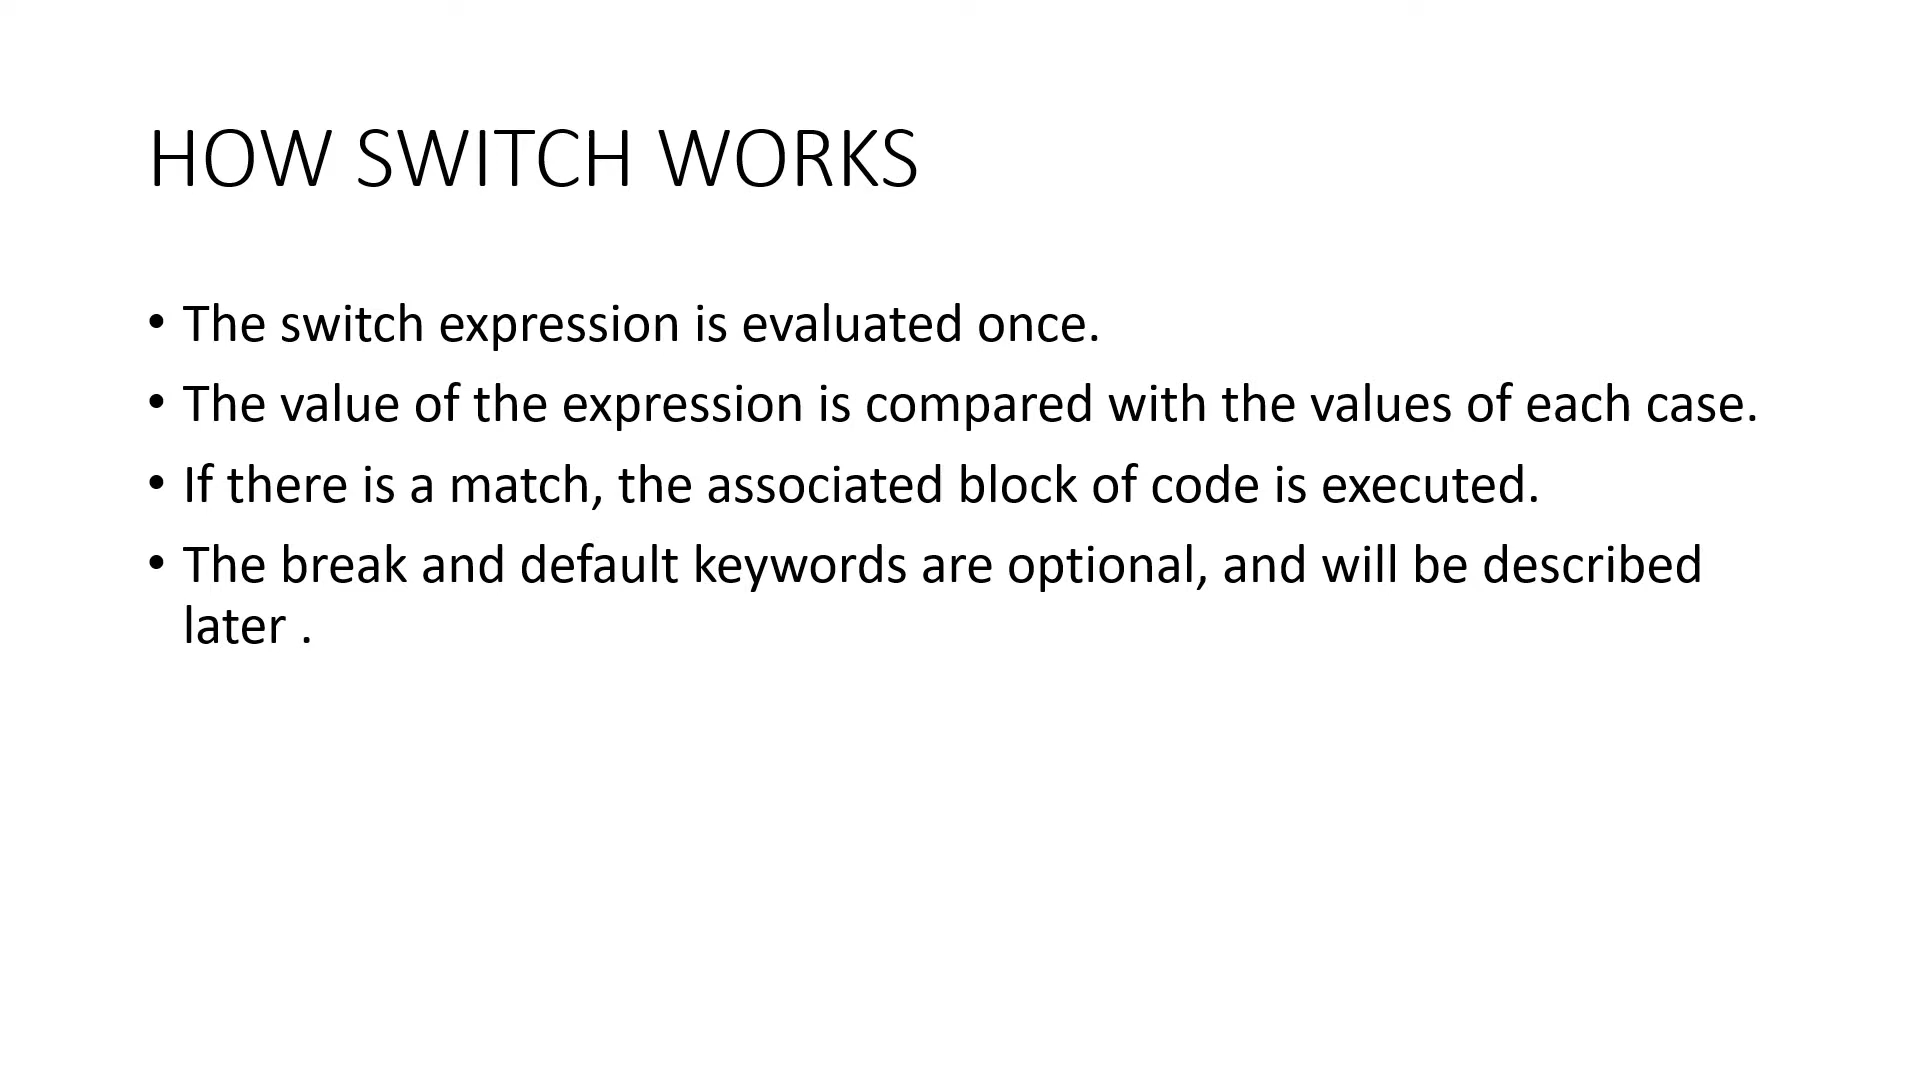 HOW SWITCH WORKS
• The switch expression is evaluated once.
• The value of the expression is compared with the values of each case.
• If there is a match, the associated block of code is executed.
• The break and default keywords are optional, and will be described
later .